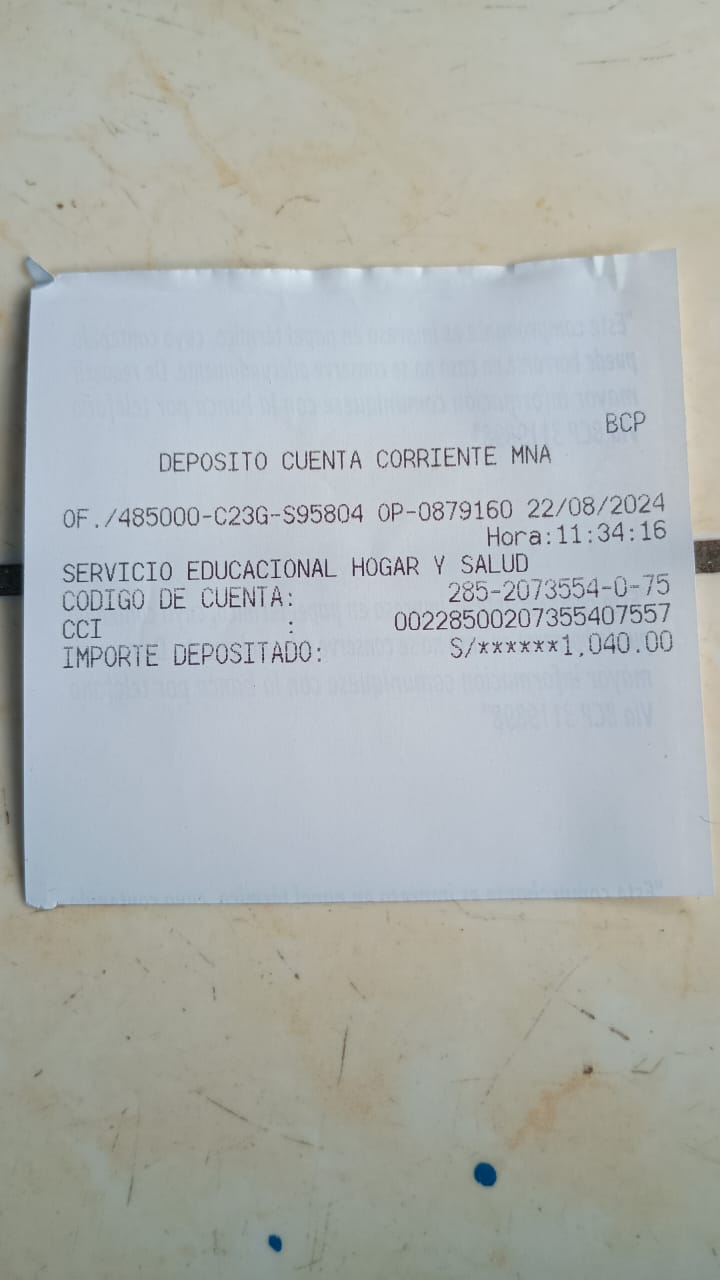 BCP
DEPOSITO CUENTA CORRIENTE MNA
OF./485000-C23G-S95804 OP-0879160 22/08/2024
Hora:11:34:16
SERVICIO EDUCACIONAL HOGAR Y SALUD
CODIGO DE CUENTA: 285-2073554-0-75
CCI : 00228500207355407557
IMPORTE DEPOSITADO: S/******1,040.00